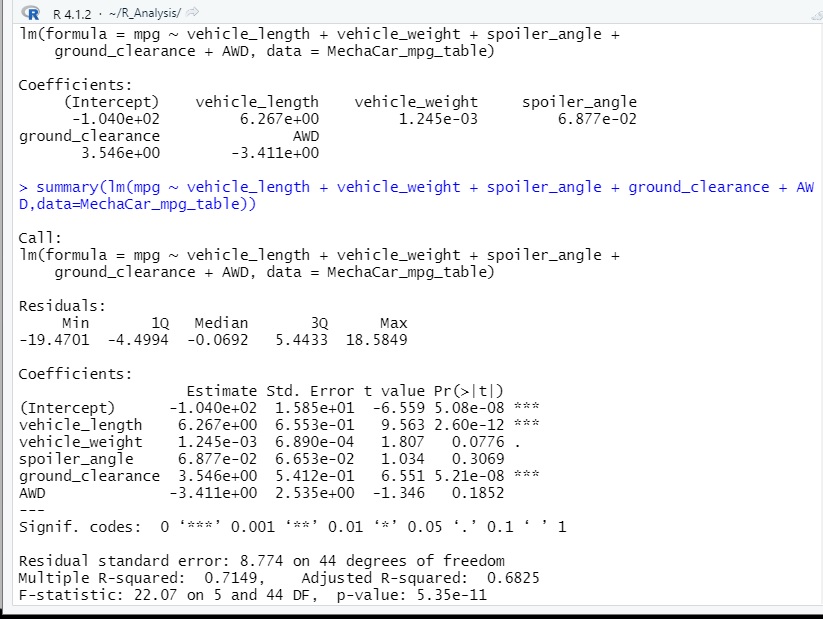 R 4.1.2 · ~/R_Analysis/
lm(formula = mpg ~ vehicle_length + vehicle_weight + spoiler_angle +
    ground_clearance + AWD, data = MechaCar_mpg_table)
Coefficients:
     (Intercept)    vehicle_length    vehicle_weight     spoiler_angle
      -1.040e+02         6.267e+00         1.245e-03         6.877e-02
ground_clearance               AWD
       3.546e+00        -3.411e+00
> summary(lm(mpg ~ vehicle_length + vehicle_weight + spoiler_angle + ground_clearance + AW
D,data=MechaCar_mpg_table))
Call:
lm(formula = mpg ~ vehicle_length + vehicle_weight + spoiler_angle +
    ground_clearance + AWD, data = MechaCar_mpg_table)
Residuals:
     Min       1Q   Median       3Q      Max
-19.4701  -4.4994  -0.0692   5.4433  18.5849
Coefficients:
                   Estimate Std. Error t value Pr(>|t|)
(Intercept)      -1.040e+02  1.585e+01  -6.559 5.08e-08 ***
vehicle_length    6.267e+00  6.553e-01   9.563 2.60e-12 ***
vehicle_weight    1.245e-03  6.890e-04   1.807   0.0776 .
spoiler_angle     6.877e-02  6.653e-02   1.034   0.3069
ground_clearance  3.546e+00  5.412e-01   6.551 5.21e-08 ***
AWD              -3.411e+00  2.535e+00  -1.346   0.1852
---
Signif. codes:  0 ‘***’ 0.001 ‘**’ 0.01 ‘*’ 0.05 ‘.’ 0.1 ‘ ’ 1
Residual standard error: 8.774 on 44 degrees of freedom
Multiple R-squared:  0.7149,	Adjusted R-squared:  0.6825
F-statistic: 22.07 on 5 and 44 DF,  p-value: 5.35e-11